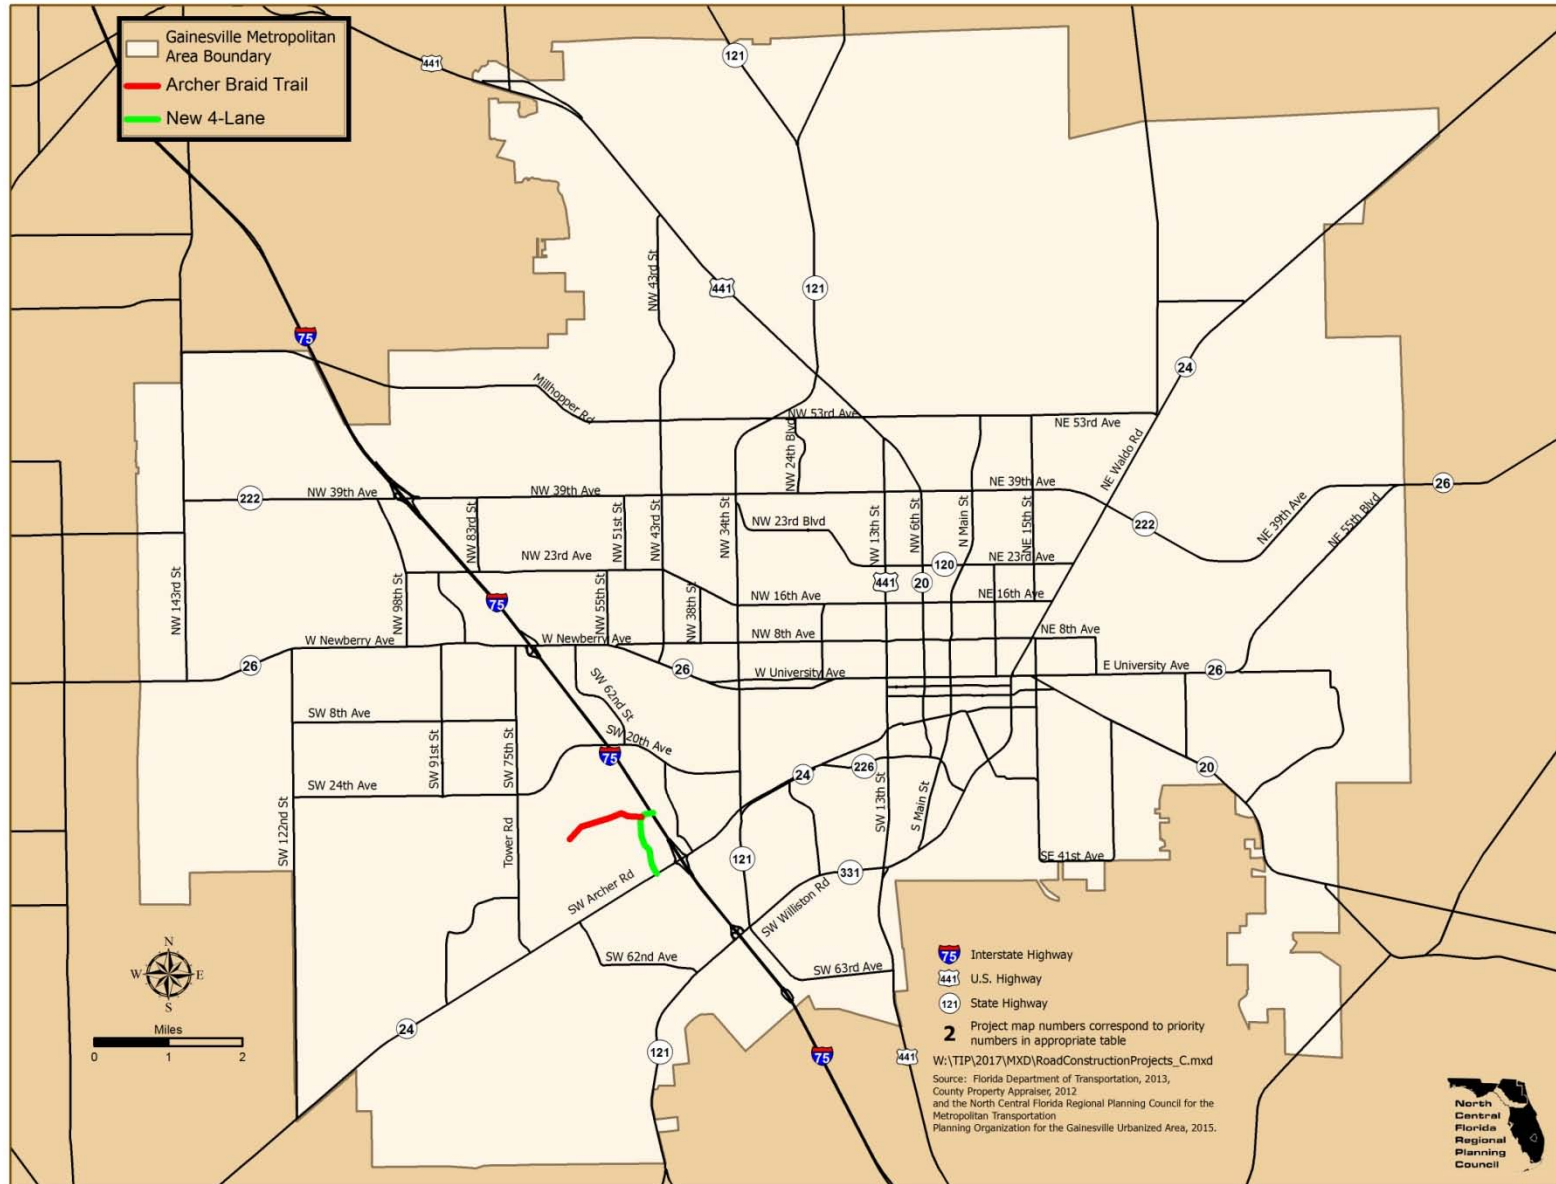 Gainesville Metropolitan
Area Boundary
Archer Braid Trail
New 4-Lane
441
121
NW 43rd St
441
121
75
24
Millhopper Rd
NW 53rd Ave
NE 53rd Ave
NW 24th Blvd
NE Waldo Rd
222
NW 39th Ave
NW 39th Ave
NE 39th Ave
26
NW 83rd St
NW 51st St
NW 43rd St
NW 34th St
NW 23rd Blvd
NW 13th St
NW 6th St
N Main St
NE 15th St
222
NE 39th Ave
NE 55th Blvd
NW 23rd Ave
NE 23rd Ave
120
NW 143rd St
NW 98th St
75
NW 55th St
NW 38th St
NW 16th Ave
441
20
NE 16th Ave
W Newberry Ave
W Newberry Ave
NW 8th Ave
NE 8th Ave
26
26
W University Ave
E University Ave
26
SW 62nd St
SW 8th Ave
SW 91st St
SW 75th St
SW 20th Ave
75
SW 24th Ave
24
226
20
SW 122nd St
Tower Rd
SW 13th St
S Main St
121
SE 41st Ave
331
SW Archer Rd
SW Williston Rd
SW 62nd Ave
SW 63rd Ave
24
121
75
441
N
W
E
S
Miles
0
1
2
75
Interstate Highway
441
U.S. Highway
121
State Highway
2
Project map numbers correspond to priority
numbers in appropriate table
W:\TIP\2017\MXD\RoadConstructionProjects_C.mxd
Source: Florida Department of Transportation, 2013,
County Property Appraiser, 2012
and the North Central Florida Regional Planning Council for the
Metropolitan Transportation
Planning Organization for the Gainesville Urbanized Area, 2015.
North
Central
Florida
Regional
Planning
Council